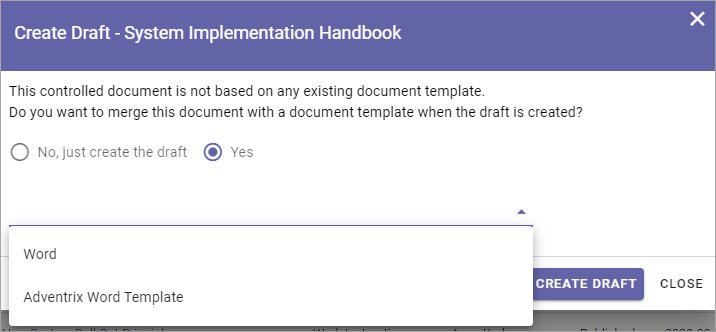 Create Draft - System Implementation Handbook
This controlled document is not based on any existing document template.
Do you want to merge this document with a document template when the draft is created?
No, just create the draft Yes
Word
Adventrix Word Template
CREATE DRAFT CLOSE